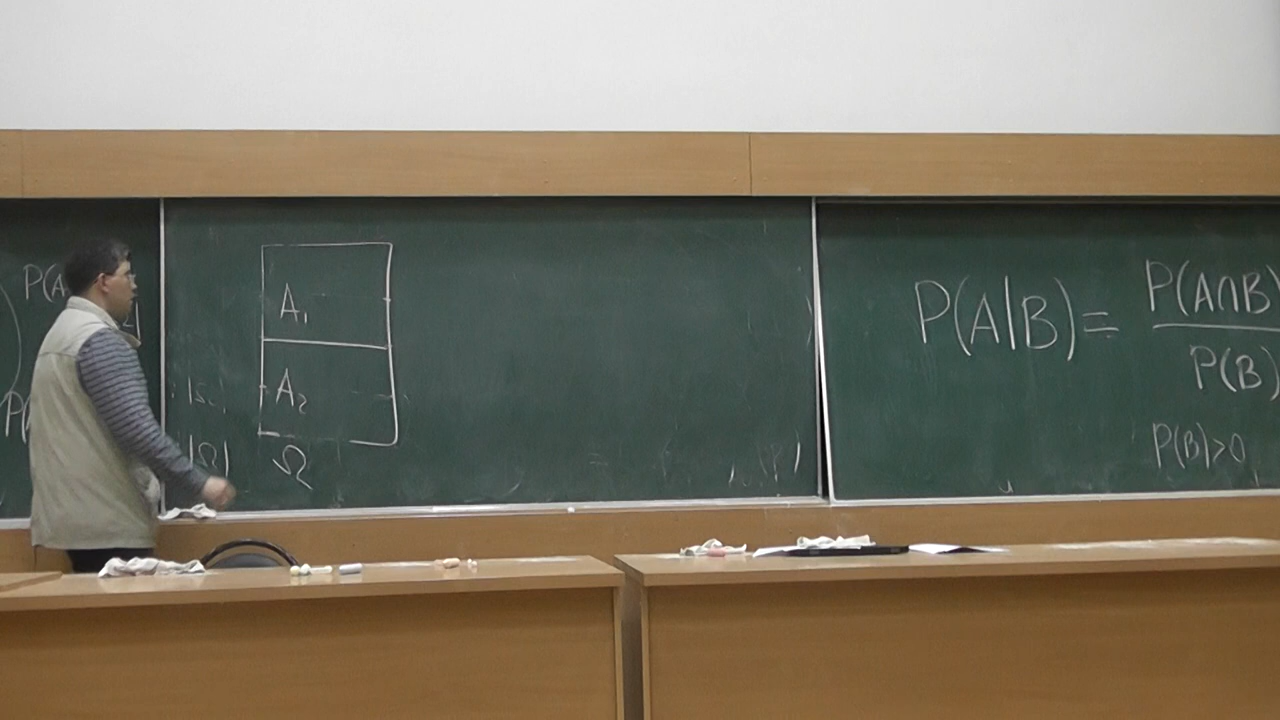 P(A
A₁
A₂
|Ω|
Ω
P(A|B) = P(A∩B)
P(B)
P(B)>0